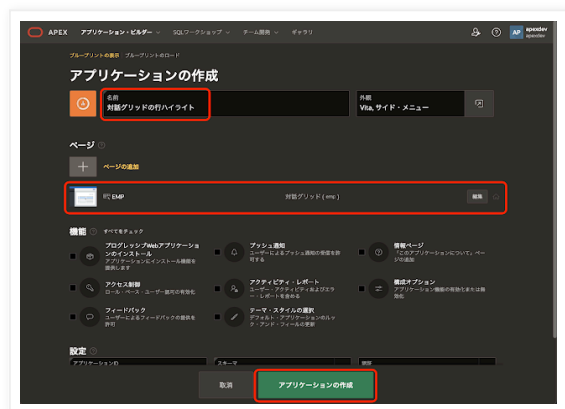 APEX アプリケーション・ビルダー SQLワークショップ チーム開発 ギャラリ AP apexdev
apexdev
ブループリントの表示 ブループリントのロード
アプリケーションの作成
名前
対話グリッドの行ハイライト
外観
Vita, サイド・メニュー
ページ
ページの追加
EMP 対話グリッド [ emp ] 編集
機能 すべてをチェック
プログレッシブWebアプリケーションのインストール
アプリケーションにインストール機能を提供します
プッシュ通知
ユーザーによるプッシュ通知の受信を許可する
情報ページ
「このアプリケーションについて」ページの追加
アクセス制御
ロール・ベース・ユーザー認可の有効化
アクティビティ・レポート
ユーザー・アクティビティおよびエラー・レポートを含める
構成オプション
アプリケーション機能の有効化または無効化
フィードバック
ユーザーによるフィードバックの提供を許可
テーマ・スタイルの選択
デフォルト・アプリケーションのルック・アンド・フィールの更新
設定
アプリケーションID スキーマ
取消 アプリケーションの作成